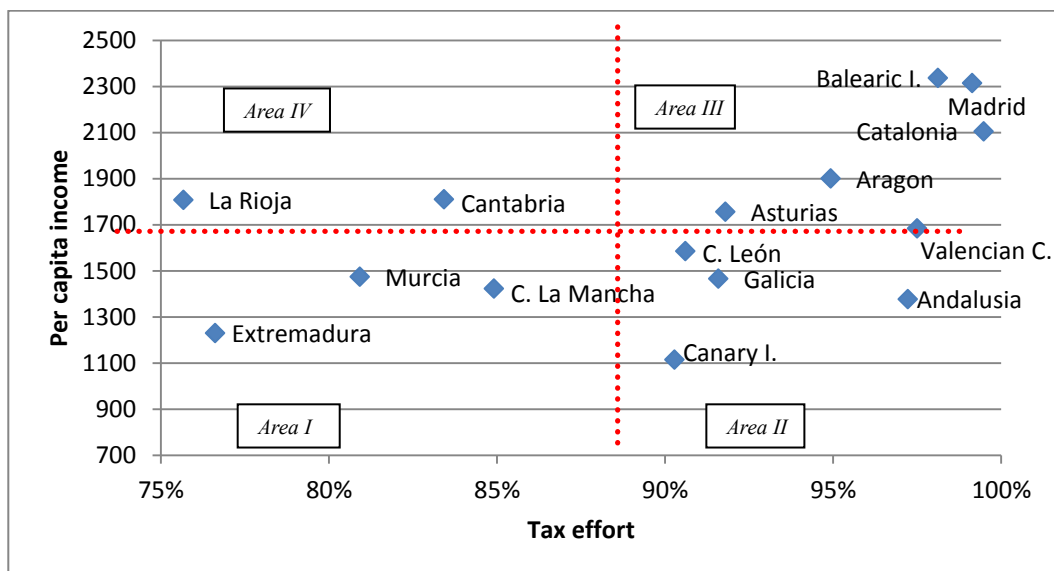 2500
2300
2100
1900
1700
1500
1300
1100
900
700
Per capita income
Area IV
Area III
Balearic I.
Madrid
Catalonia
Aragon
La Rioja
Cantabria
Asturias
Valencian C.
C. León
Murcia
Galicia
C. La Mancha
Andalusia
Extremadura
Canary I.
Area I
Area II
75%
80%
85%
90%
95%
100%
Tax effort